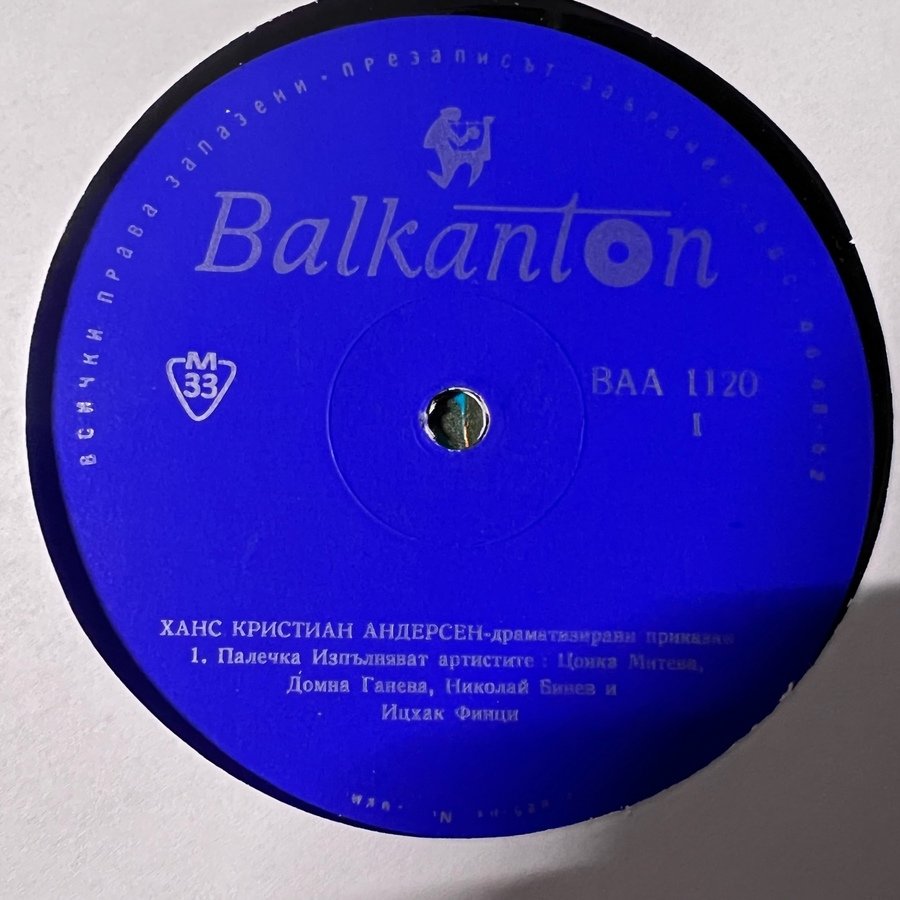 ВСИЧКИ ПРАВА ЗАПАЗЕНИ · ПРЕЗАПИСЪТ ЗАБРАНЕН
Balkanton
М
33
ВАА 1120
I
ХАНС КРИСТИАН АНДЕРСЕН-драматизирани приказки
1. Палечка Изпълняват артистите : Цонка Митева,
Домна Ганева, Николай Бинев и
Ицхак Финци